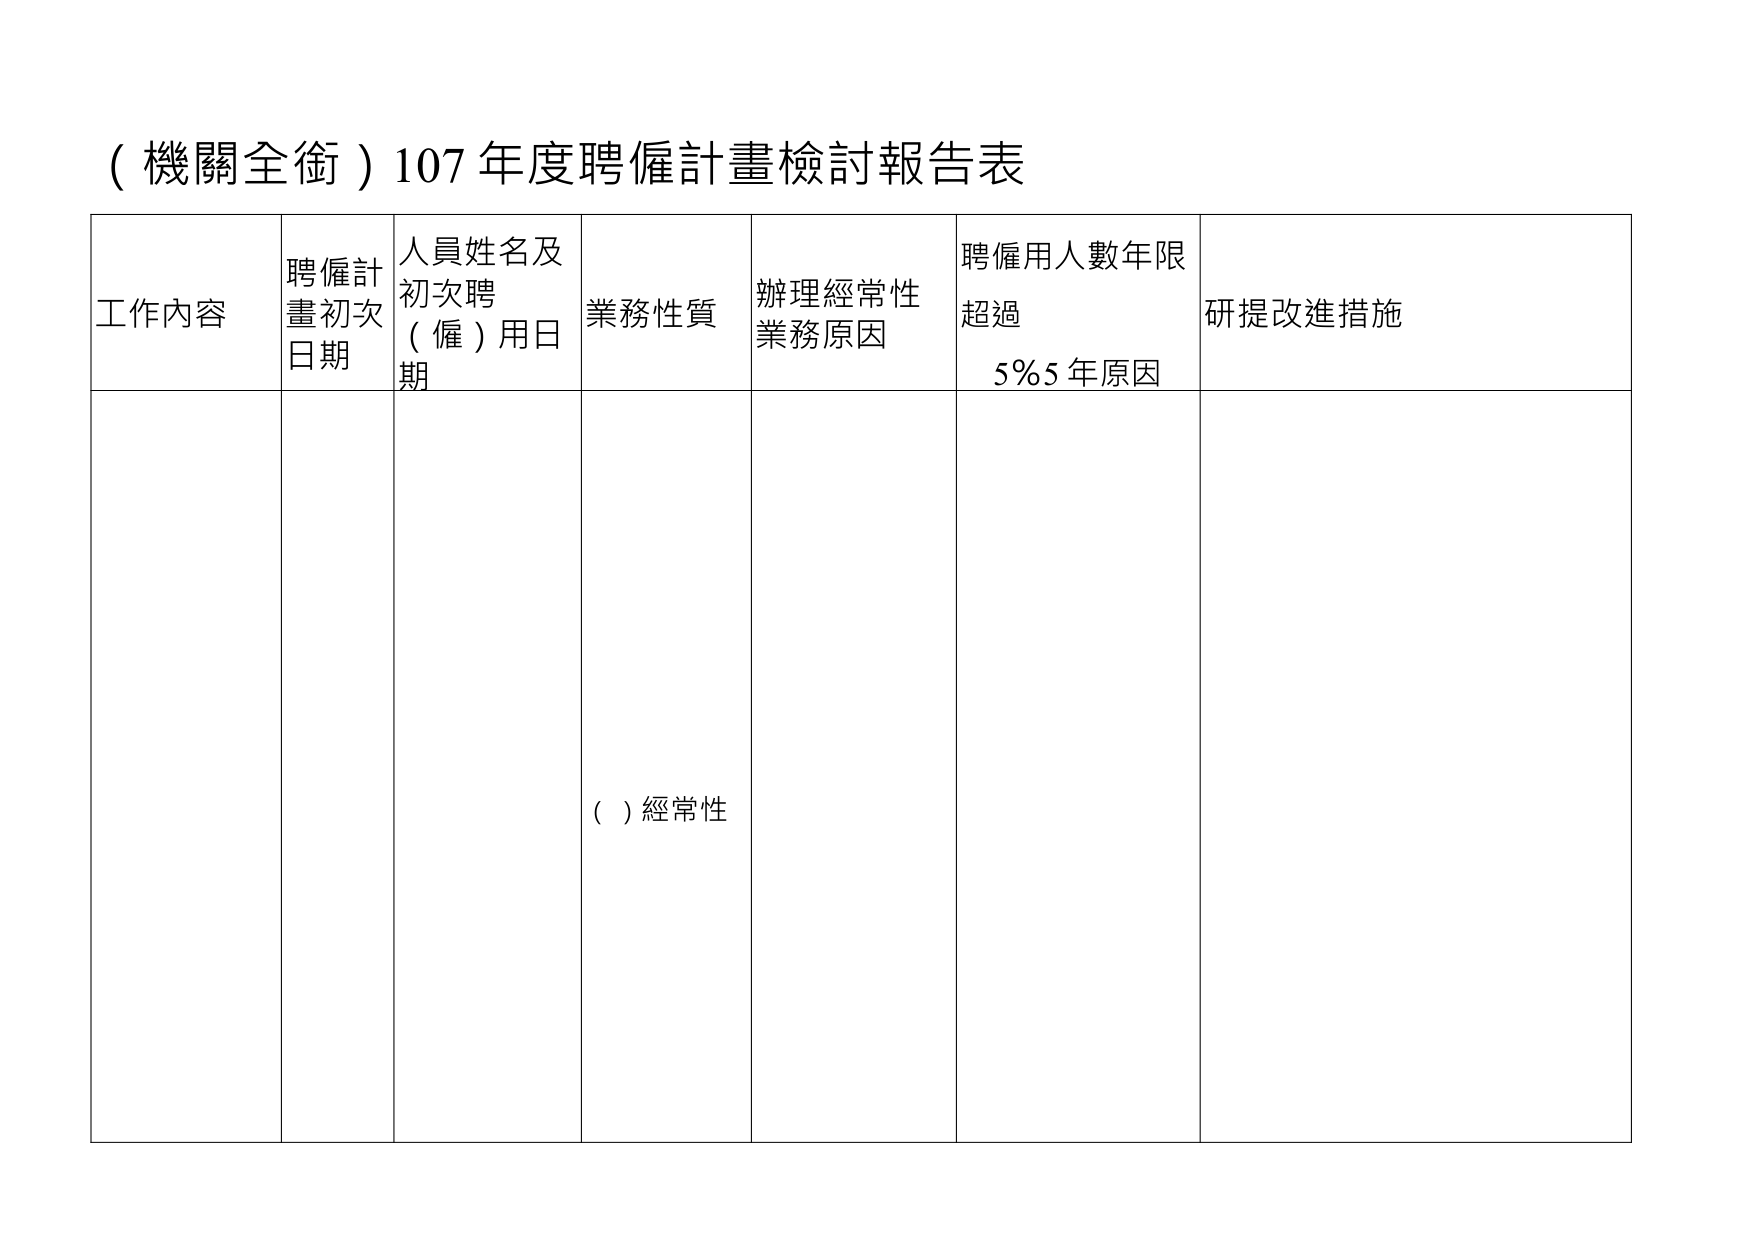 （機關全銜）107年度聘僱計畫檢討報告表
工作內容
聘僱計
畫初次
日期
人員姓名及
初次聘
（僱）用日
期
業務性質
辦理經常性
業務原因
聘僱用人數年限
超過
5%5年原因
研提改進措施
( )經常性